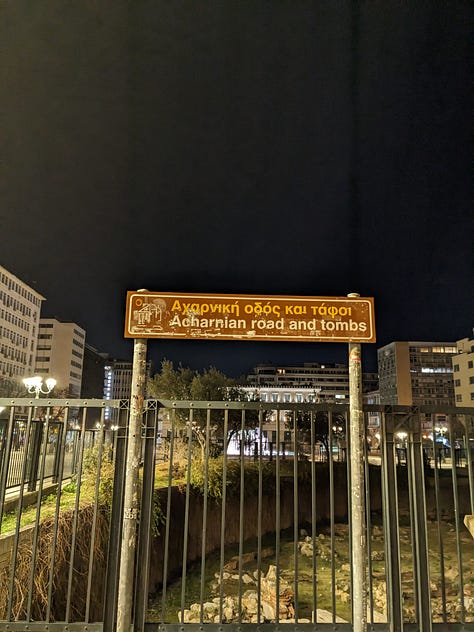 Αχαρνική οδός και τάφοι
Acharnian road and tombs